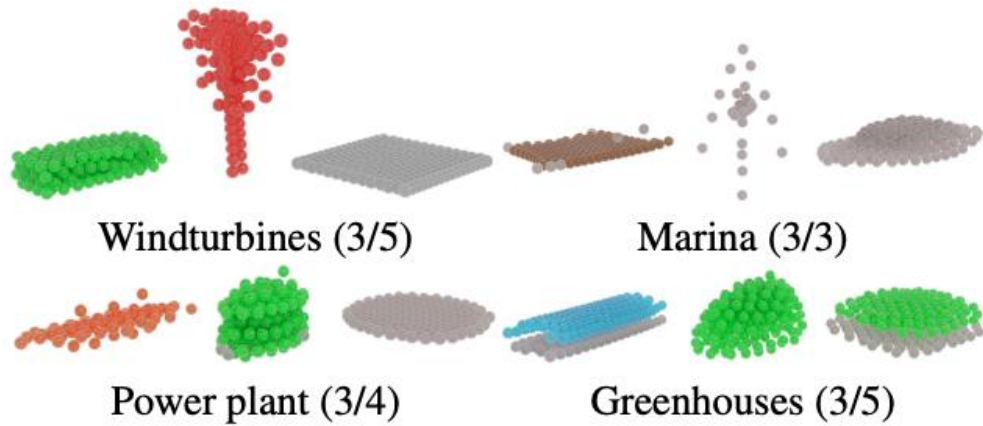 Windturbines (3/5)
Marina (3/3)
Power plant (3/4)
Greenhouses (3/5)